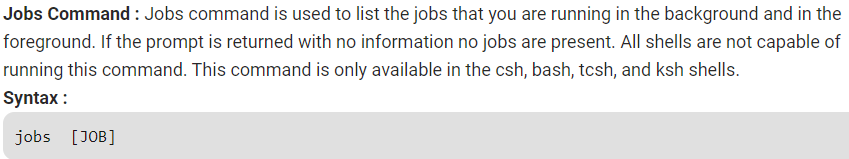 Jobs Command : Jobs command is used to list the jobs that you are running in the background and in the
foreground. If the prompt is returned with no information no jobs are present. All shells are not capable of
running this command. This command is only available in the csh, bash, tcsh, and ksh shells.
Syntax :
jobs  [JOB]